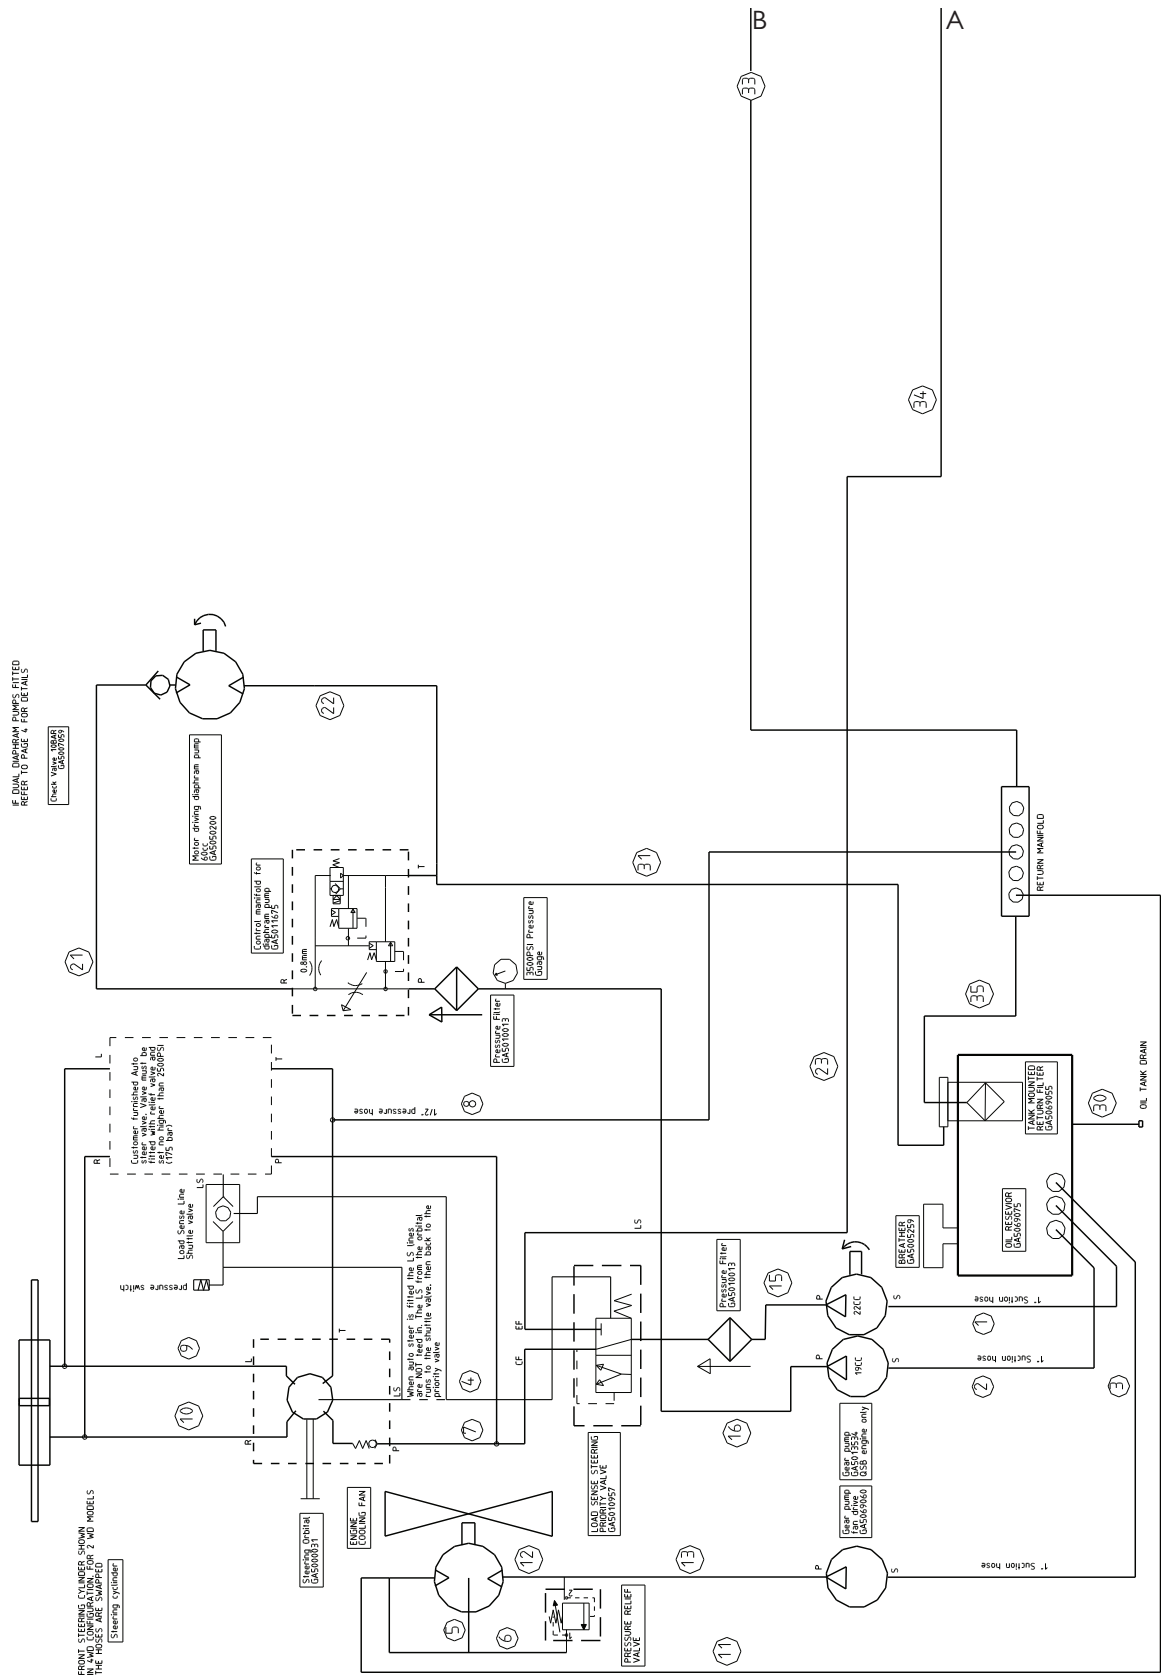 B
A
33
34
IF DUAL DIAPHRAM PUMPS FITTED
REFER TO PAGE 4 FOR DETAILS
Check Valve 10BAR
GA5007059
Motor driving diaphram pump
60cc
GA5050200
22
21
Control manifold for
diaphram pump
GA5011675
0.8mm
R
T
P
L
L
31
3500PSI Pressure
Guage
Pressure Filter
GA5010013
RETURN MANIFOLD
35
23
Customer furnished Auto
steer valve. Valve must be
fitted with relief valve and
set no higher than 2500PSI
(175 bar)
L
R
T
P
LS
1/2" pressure hose
8
Load Sense Line
Shuttle valve
pressure switch
When auto steer is fitted the LS lines
are NOT teed in. The LS from the orbital
runs to the shuttle valve, then back to the
priority valve
TANK MOUNTED
RETURN FILTER
GA5069055
30
OIL TANK DRAIN
OIL RESEVIOR
GA5069075
BREATHER
GA5005259
LS
EF
CF
Pressure Filter
GA5010013
15
P
22CC
S
1" Suction hose
1
P
19CC
S
1" Suction hose
2
3
9
10
L
R
T
LS
P
4
7
16
LOAD SENSE STEERING
PRIORITY VALVE
GA5010957
Gear pump
GA5013534
QSB engine only
Gear pump
fan drive
GA5069060
Steering Orbital
GA5000031
ENGINE
COOLING FAN
FRONT STEERING CYLINDER SHOWN
IN 4WD CONFIGURATION, FOR 2 WD MODELS
THE HOSES ARE SWAPPED
Steering cylinder
12
13
5
6
2
1
PRESSURE RELIEF
VALVE
11
P
S
1" Suction hose